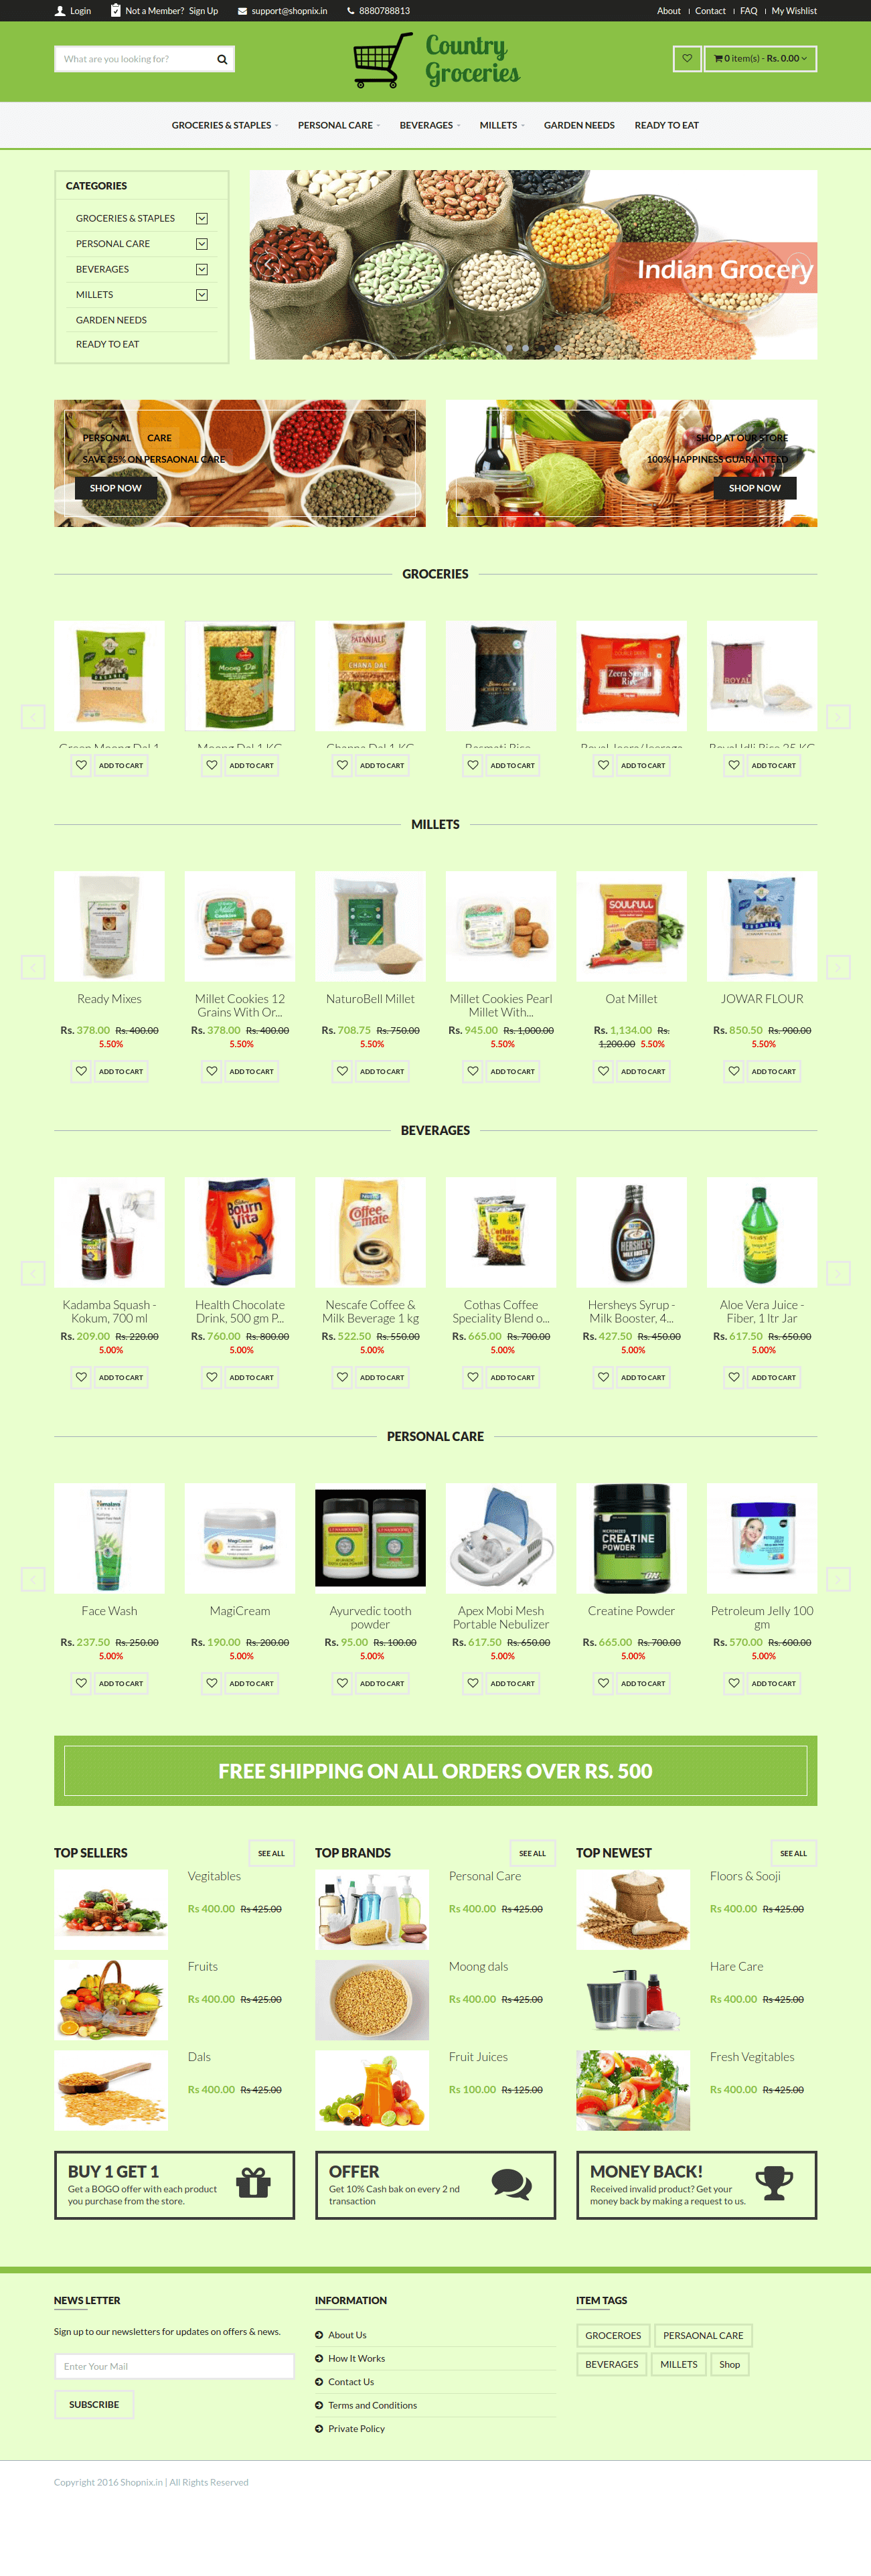 Login Not a Member? Sign Up support@shopnix.in 8880788813 About Contact FAQ My Wishlist
What are you looking for?
Country
Groceries
0 item(s) - Rs. 0.00
GROCERIES & STAPLES PERSONAL CARE BEVERAGES MILLETS GARDEN NEEDS READY TO EAT
CATEGORIES
GROCERIES & STAPLES
PERSONAL CARE
BEVERAGES
MILLETS
GARDEN NEEDS
READY TO EAT
Indian Grocery
PERSONAL CARE
SAVE 25% ON PERSAONAL CARE
SHOP NOW
SHOP AT OUR STORE
100% HAPPINESS GUARANTEED
SHOP NOW
GROCERIES
Green Moong Dal 1 Moong Dal 1 KG Channa Dal 1 KG Basmati Rice Royal Jeera/Jeeraga Royal Idli Rice 25 KG
ADD TO CART ADD TO CART ADD TO CART ADD TO CART ADD TO CART ADD TO CART
MILLETS
Ready Mixes Millet Cookies 12 NaturoBell Millet Millet Cookies Pearl Oat Millet JOWAR FLOUR
Grains With Or... Millet With...
Rs. 378.00 Rs. 400.00 Rs. 378.00 Rs. 400.00 Rs. 708.75 Rs. 750.00 Rs. 945.00 Rs. 1,000.00 Rs. 1,134.00 Rs. Rs. 850.50 Rs. 900.00
5.50% 5.50% 5.50% 5.50% 1,200.00 5.50% 5.50%
ADD TO CART ADD TO CART ADD TO CART ADD TO CART ADD TO CART ADD TO CART
BEVERAGES
Kadamba Squash - Health Chocolate Nescafe Coffee & Cothas Coffee Hersheys Syrup - Aloe Vera Juice -
Kokum, 700 ml Drink, 500 gm P... Milk Beverage 1 kg Speciality Blend o... Milk Booster, 4... Fiber, 1 ltr Jar
Rs. 209.00 Rs. 220.00 Rs. 760.00 Rs. 800.00 Rs. 522.50 Rs. 550.00 Rs. 665.00 Rs. 700.00 Rs. 427.50 Rs. 450.00 Rs. 617.50 Rs. 650.00
5.00% 5.00% 5.00% 5.00% 5.00% 5.00%
ADD TO CART ADD TO CART ADD TO CART ADD TO CART ADD TO CART ADD TO CART
PERSONAL CARE
Face Wash MagiCream Ayurvedic tooth Apex Mobi Mesh Creatine Powder Petroleum Jelly 100
powder Portable Nebulizer gm
Rs. 237.50 Rs. 250.00 Rs. 190.00 Rs. 200.00 Rs. 95.00 Rs. 100.00 Rs. 617.50 Rs. 650.00 Rs. 665.00 Rs. 700.00 Rs. 570.00 Rs. 600.00
5.00% 5.00% 5.00% 5.00% 5.00% 5.00%
ADD TO CART ADD TO CART ADD TO CART ADD TO CART ADD TO CART ADD TO CART
FREE SHIPPING ON ALL ORDERS OVER RS. 500
TOP SELLERS SEE ALL
Vegitables
Rs 400.00 Rs 425.00
Fruits
Rs 400.00 Rs 425.00
Dals
Rs 400.00 Rs 425.00
TOP BRANDS SEE ALL
Personal Care
Rs 400.00 Rs 425.00
Moong dals
Rs 400.00 Rs 425.00
Fruit Juices
Rs 100.00 Rs 125.00
TOP NEWEST SEE ALL
Floors & Sooji
Rs 400.00 Rs 425.00
Hare Care
Rs 400.00 Rs 425.00
Fresh Vegitables
Rs 400.00 Rs 425.00
BUY 1 GET 1
Get a BOGO offer with each product
you purchase from the store.
OFFER
Get 10% Cash bak on every 2 nd
transaction
MONEY BACK!
Received invalid product? Get your
money back by making a request to us.
NEWS LETTER
Sign up to our newsletters for updates on offers & news.
Enter Your Mail
SUBSCRIBE
INFORMATION
About Us
How It Works
Contact Us
Terms and Conditions
Private Policy
ITEM TAGS
GROCEROES PERSAONAL CARE
BEVERAGES MILLETS Shop
Copyright 2016 Shopnix.in | All Rights Reserved